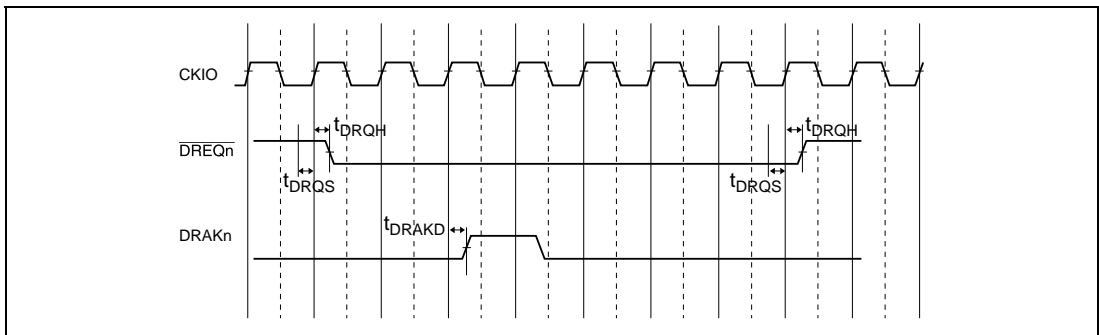 CKIO
tDRQH tDRQH
DREQn
tDRQS tDRQS
tDRAKD
DRAKn